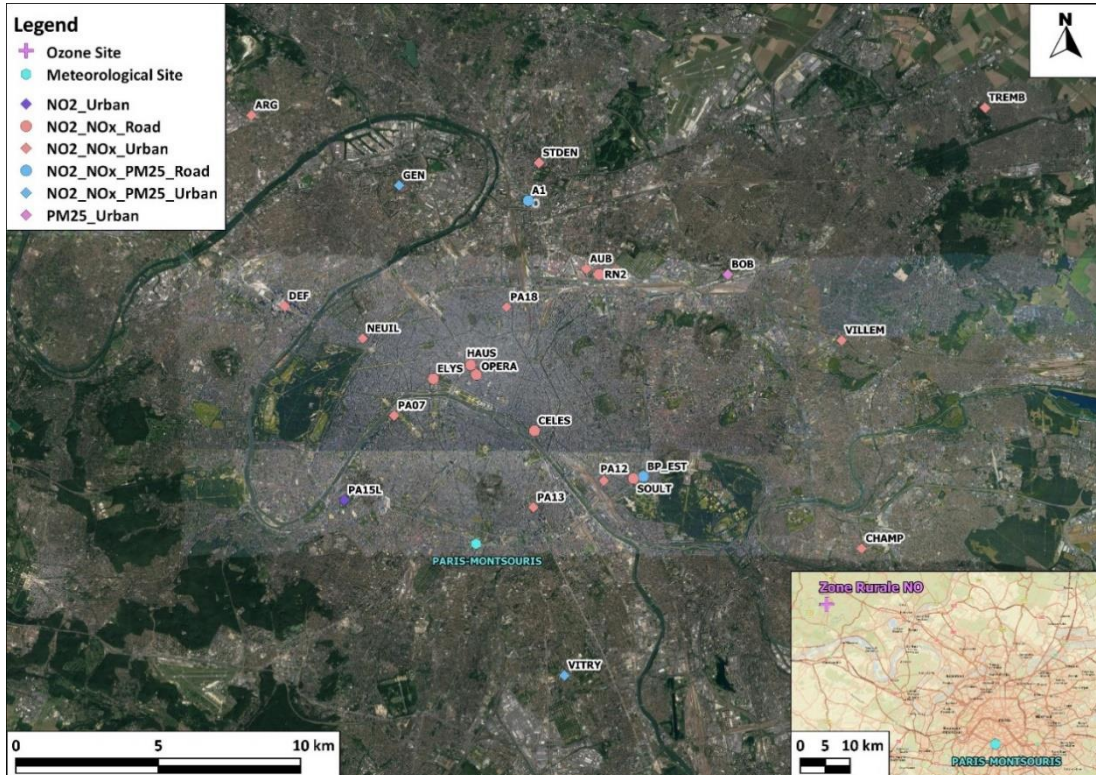 Legend
Ozone Site
Meteorological Site
NO2_Urban
NO2_NOx_Road
NO2_NOx_Urban
NO2_NOx_PM25_Road
NO2_NOx_PM25_Urban
PM25_Urban
N
ARG
TREMB
STDEN
GEN
A1
AUB
RN2
BOB
DEF
PA18
NEUIL
VILLEM
HAUS
OPERA
ELYS
PA07
CELES
PA12
BP_EST
SOULT
PA15L
PA13
PARIS-MONTSOURIS
CHAMP
VITRY
0 5 10 km
Zone Rurale NO
PARIS-MONTSOURIS
0 5 10 km